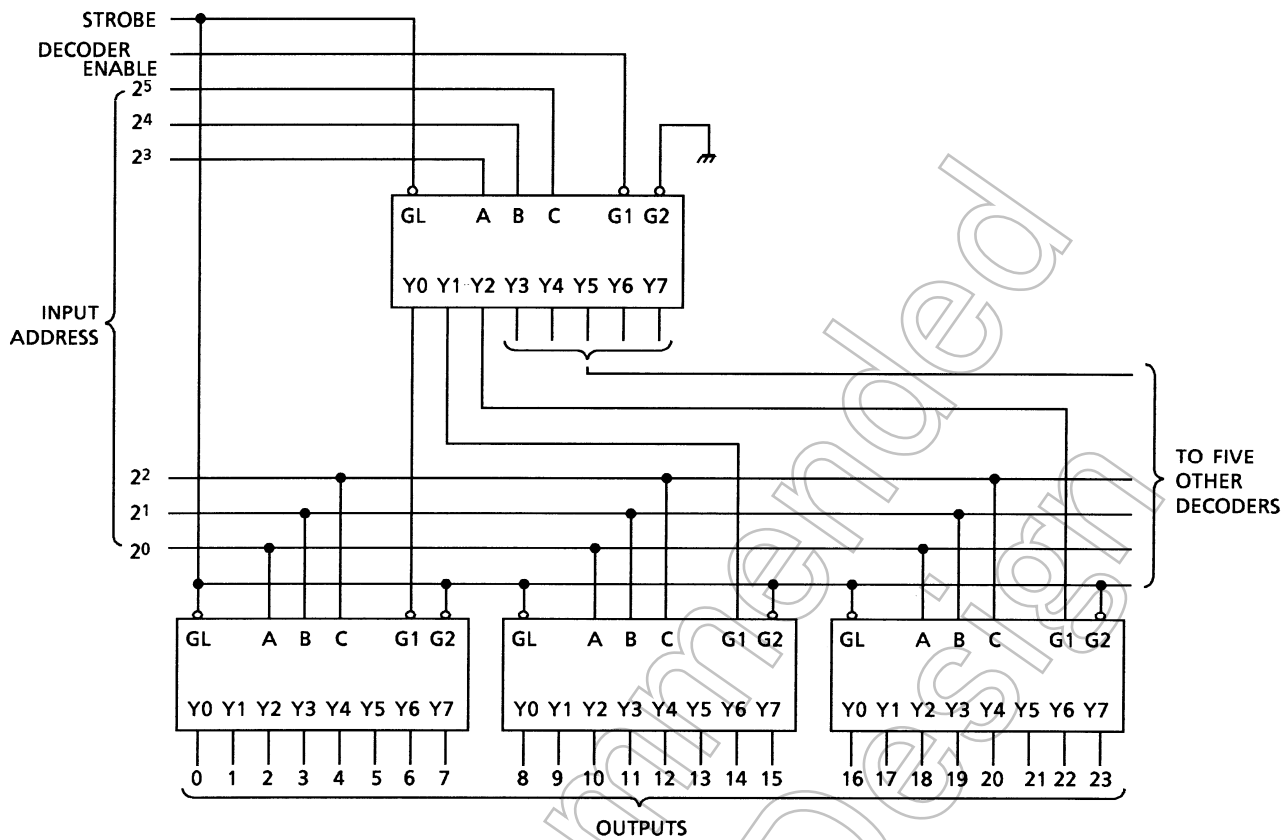 STROBE
DECODER
ENABLE
2⁵
2⁴
2³
GL A B C G1 G2
Y0 Y1 Y2 Y3 Y4 Y5 Y6 Y7
INPUT
ADDRESS
TO FIVE
OTHER
DECODERS
2²
2¹
2⁰
GL A B C G1 G2 GL A B C G1 G2 GL A B C G1 G2
Y0 Y1 Y2 Y3 Y4 Y5 Y6 Y7 Y0 Y1 Y2 Y3 Y4 Y5 Y6 Y7 Y0 Y1 Y2 Y3 Y4 Y5 Y6 Y7
0 1 2 3 4 5 6 7 8 9 10 11 12 13 14 15 16 17 18 19 20 21 22 23
OUTPUTS
mmended
Design